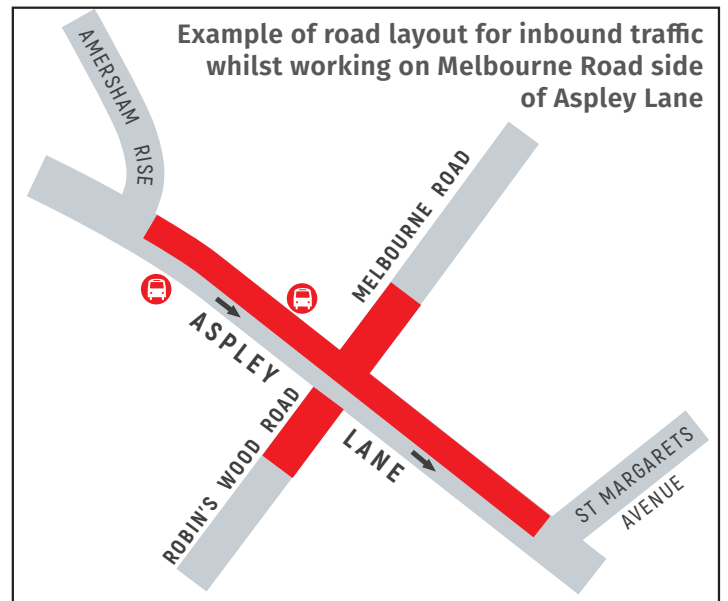 Example of road layout for inbound traffic
whilst working on Melbourne Road side
of Aspley Lane
AMERSHAM RISE
MELBOURNE ROAD
ASPLEY LANE
ROBIN'S WOOD ROAD
ST MARGARETS
AVENUE